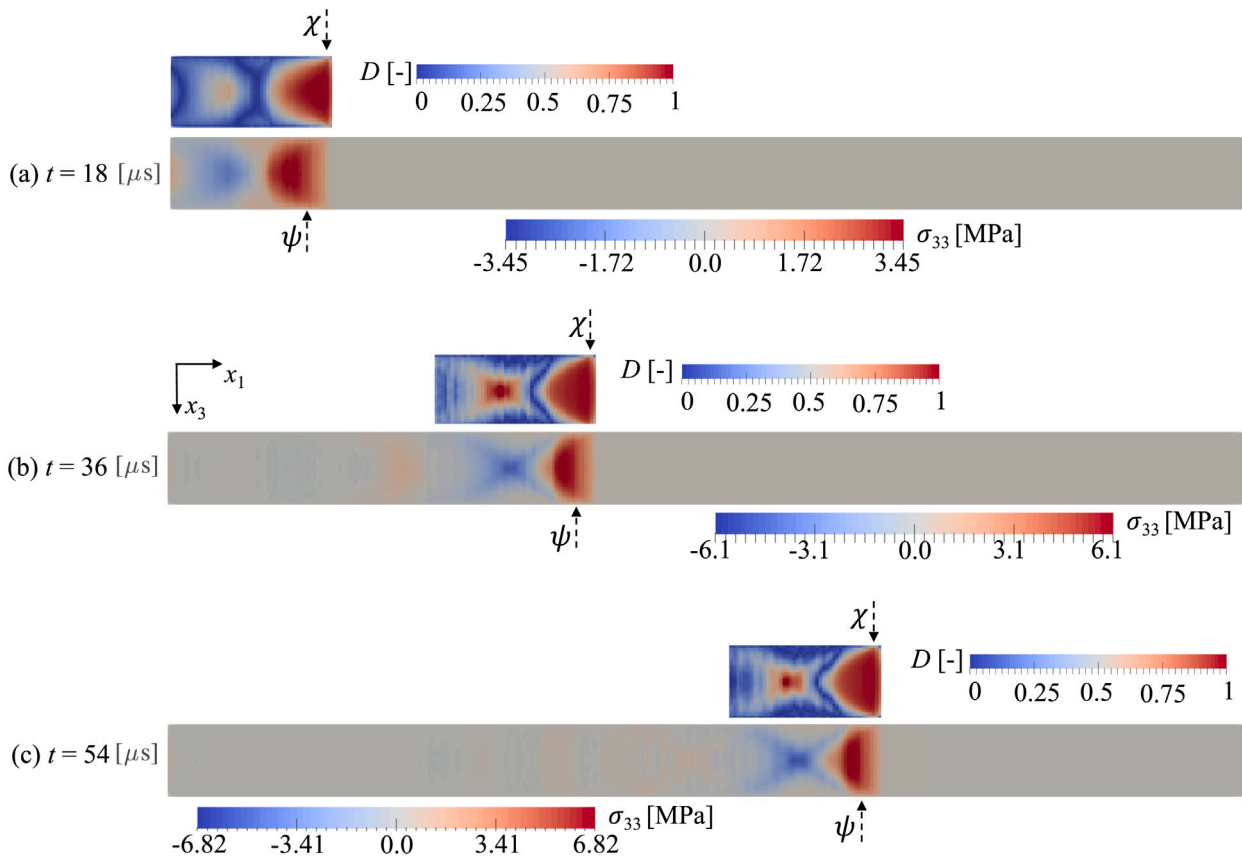 χ
D [-]
0 0.25 0.5 0.75 1
(a) t = 18 [μs]
ψ
σ33 [MPa]
-3.45 -1.72 0.0 1.72 3.45
χ
D [-]
0 0.25 0.5 0.75 1
x1
x3
(b) t = 36 [μs]
ψ
σ33 [MPa]
-6.1 -3.1 0.0 3.1 6.1
χ
D [-]
0 0.25 0.5 0.75 1
(c) t = 54 [μs]
σ33 [MPa]
-6.82 -3.41 0.0 3.41 6.82
ψ